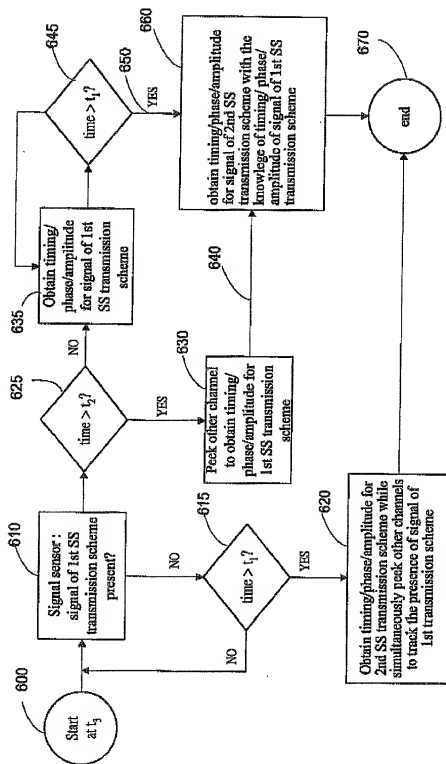 600
Start
at t3
610
Signal sensor :
signal of 1st SS
transmission scheme
present?
NO
615
time > t1?
NO
YES
620
Obtain timing/phase/amplitude for
2nd SS transmission scheme while
simultaneously peek other channels
to track the presence of signal of
1st transmission scheme
625
time > t2?
NO
YES
630
Peek other channel
to obtain timing/
phase/amplitude for
1st SS transmission
scheme
635
Obtain timing/
phase/amplitude
for signal of 1st
SS transmission
scheme
640
645
time > t1?
650
YES
660
obtain timing/phase/amplitude
for signal of 2nd SS
transmission scheme with the
knowlege of timing/ phase/
amplitude of signal of 1st SS
transmission scheme
670
end